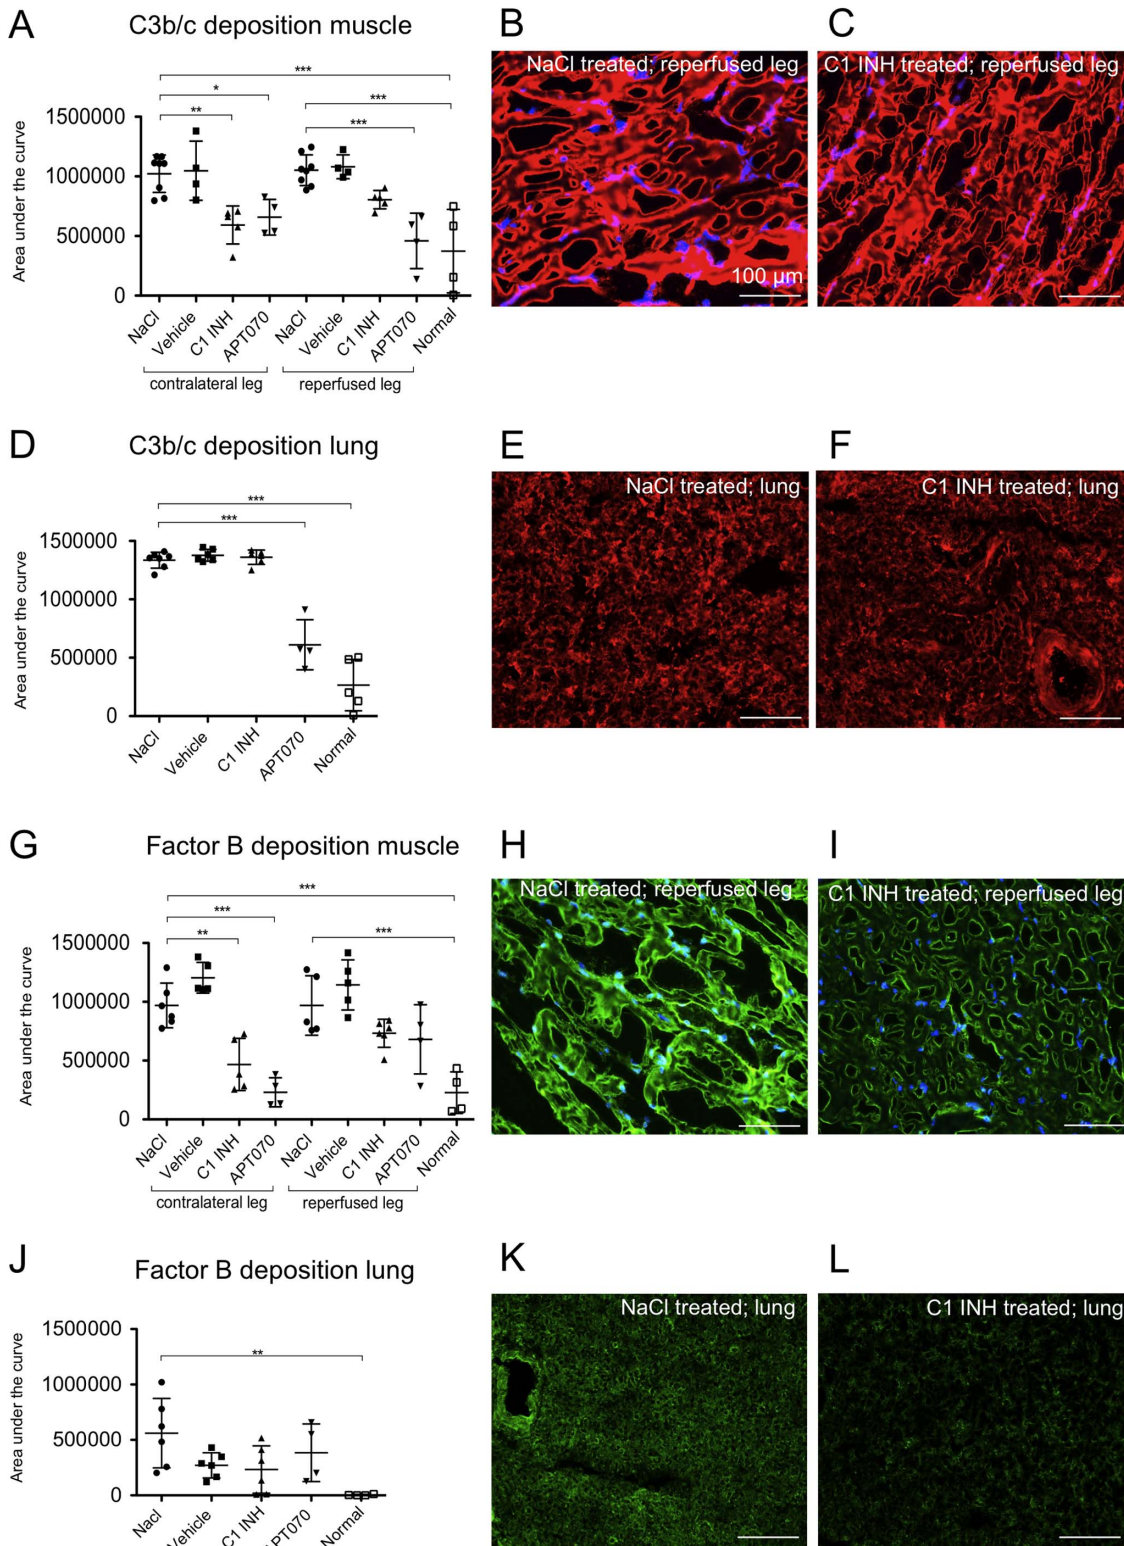 A
C3b/c deposition muscle
***
*
**
***
***
Area under the curve
1500000
1000000
500000
0
NaCl
Vehicle
C1 INH
APT070
NaCl
Vehicle
C1 INH
APT070
Normal
contralateral leg
reperfused leg
B
NaCl treated; reperfused leg
100 µm
C
C1 INH treated; reperfused leg
D
C3b/c deposition lung
***
***
Area under the curve
1500000
1000000
500000
0
NaCl
Vehicle
C1 INH
APT070
Normal
E
NaCl treated; lung
F
C1 INH treated; lung
G
Factor B deposition muscle
***
***
**
***
Area under the curve
1500000
1000000
500000
0
NaCl
Vehicle
C1 INH
APT070
NaCl
Vehicle
C1 INH
APT070
Normal
contralateral leg
reperfused leg
H
NaCl treated; reperfused leg
I
C1 INH treated; reperfused leg
J
Factor B deposition lung
**
Area under the curve
1500000
1000000
500000
0
Nacl
Vehicle
C1 INH
APT070
Normal
K
NaCl treated; lung
L
C1 INH treated; lung